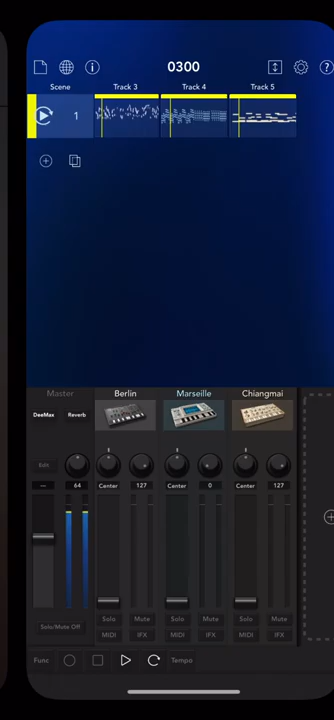 0300
Scene
Track 3
Track 4
Track 5
1
Master
Berlin
Marseille
Chiangmai
DeeMax
Reverb
Edit
64
Center
127
Center
0
Center
127
Solo
Mute
Solo
Mute
Solo
Mute
Solo/Mute Off
MIDI
IFX
MIDI
IFX
MIDI
IFX
Func
Tempo